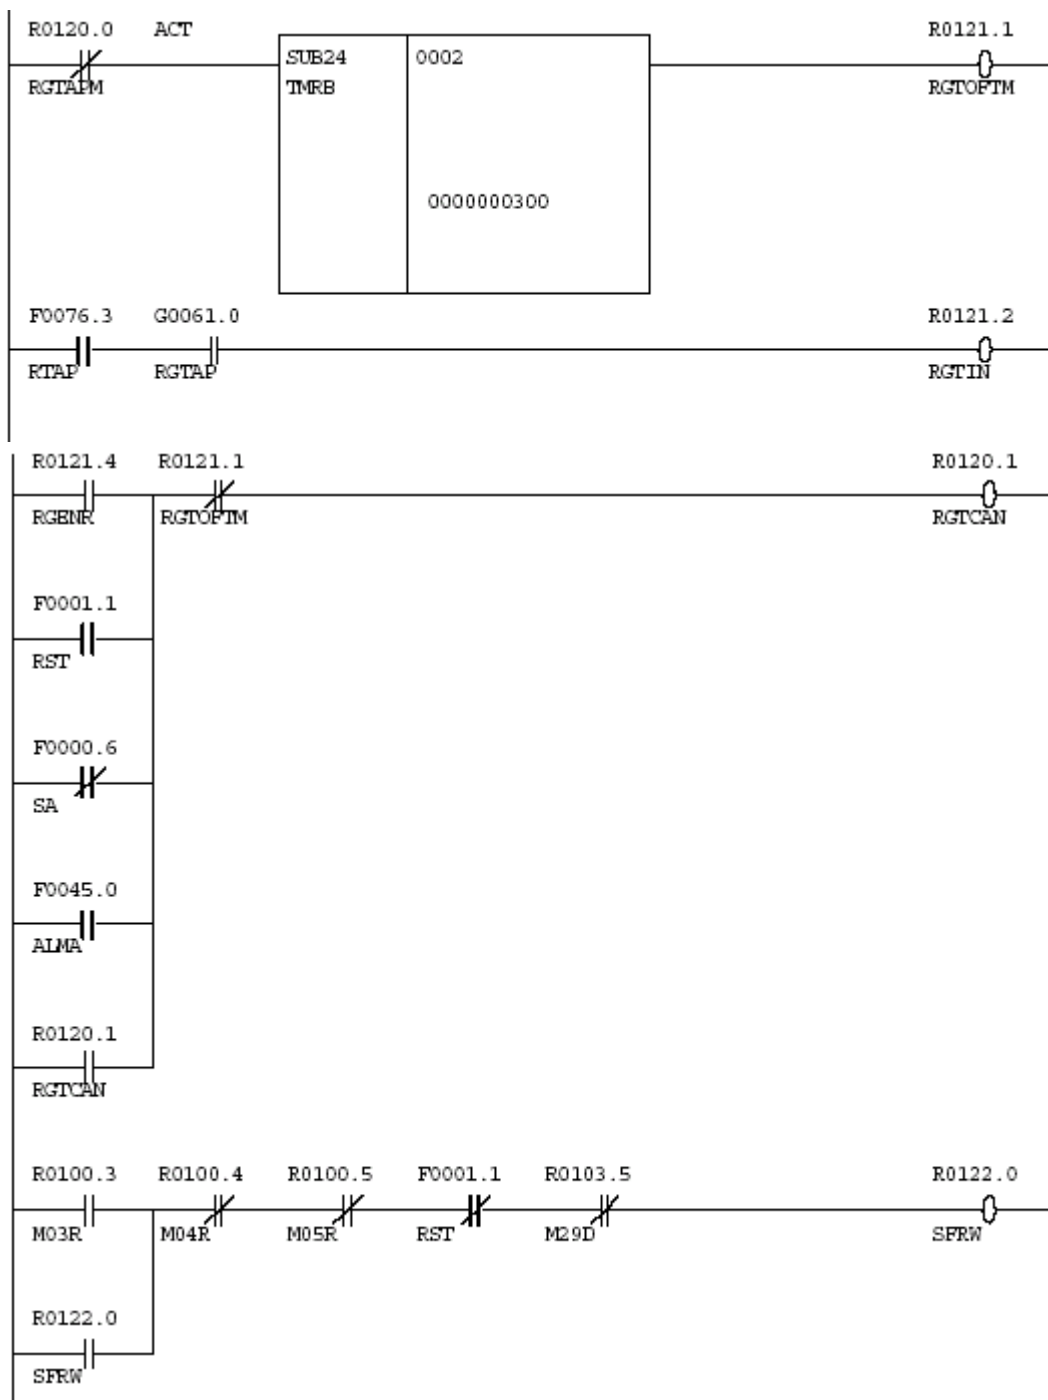 R0120.0 ACT R0121.1
SUB24 0002
RGTAPM TMRB RGTOFTM
0000000300
F0076.3 G0061.0 R0121.2
RTAP RGTAP RGTIN
R0121.4 R0121.1 R0120.1
RGENR RGTOFTM RGTCAN
F0001.1
RST
F0000.6
SA
F0045.0
ALMA
R0120.1
RGTCAN
R0100.3 R0100.4 R0100.5 F0001.1 R0103.5 R0122.0
M03R M04R M05R RST M29D SFRW
R0122.0
SFRW